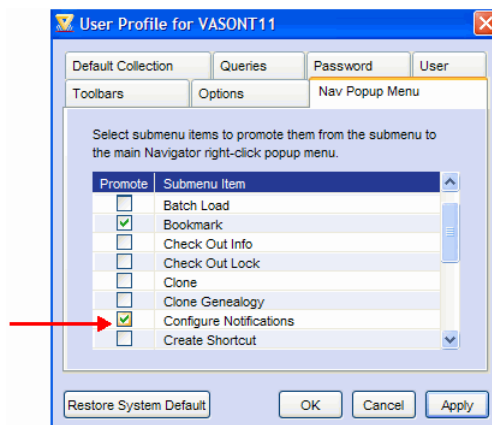 User Profile for VASONT11
Default Collection
Queries
Password
User
Toolbars
Options
Nav Popup Menu
Select submenu items to promote them from the submenu to
the main Navigator right-click popup menu.
Promote Submenu Item
Batch Load
Bookmark
Check Out Info
Check Out Lock
Clone
Clone Genealogy
Configure Notifications
Create Shortcut
Restore System Default
OK
Cancel
Apply